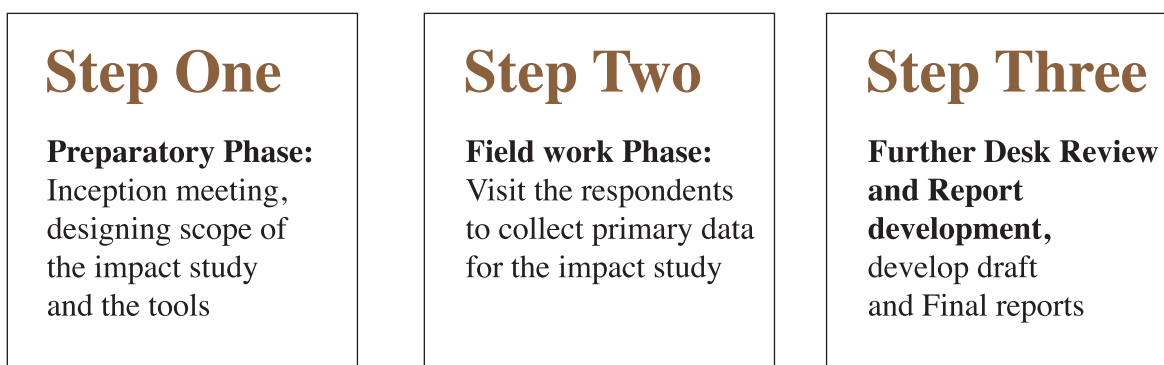 Step One
Preparatory Phase:
Inception meeting,
designing scope of
the impact study
and the tools
Step Two
Field work Phase:
Visit the respondents
to collect primary data
for the impact study
Step Three
Further Desk Review
and Report
development,
develop draft
and Final reports